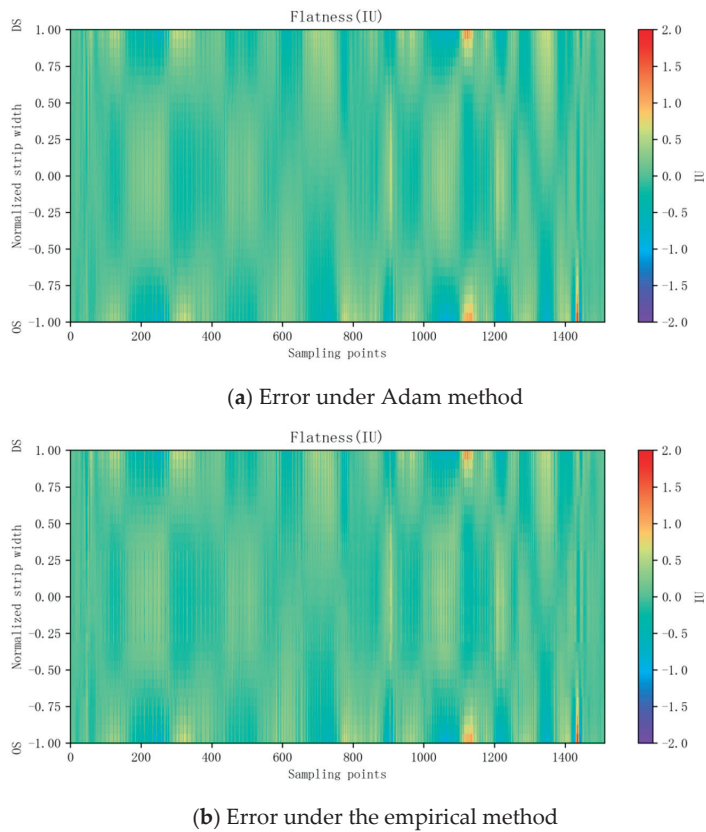 Flatness(IU)
DS
1.00
0.75
0.50
0.25
0.00
-0.25
-0.50
-0.75
-1.00
OS
Normalized strip width
0 200 400 600 800 1000 1200 1400
Sampling points
2.0
1.5
1.0
0.5
0.0
-0.5
-1.0
-1.5
-2.0
IU
(a) Error under Adam method
Flatness(IU)
DS
1.00
0.75
0.50
0.25
0.00
-0.25
-0.50
-0.75
-1.00
OS
Normalized strip width
0 200 400 600 800 1000 1200 1400
Sampling points
2.0
1.5
1.0
0.5
0.0
-0.5
-1.0
-1.5
-2.0
IU
(b) Error under the empirical method